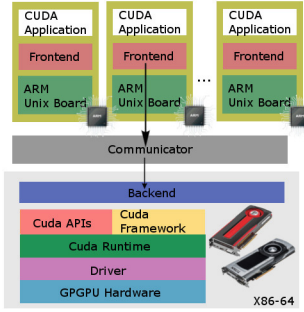 CUDA
Application
Frontend
ARM
Unix Board
CUDA
Application
Frontend
ARM
Unix Board
...
CUDA
Application
Frontend
ARM
Unix Board
Communicator
Backend
Cuda APIs
Cuda
Framework
Cuda Runtime
Driver
GPGPU Hardware
X86-64